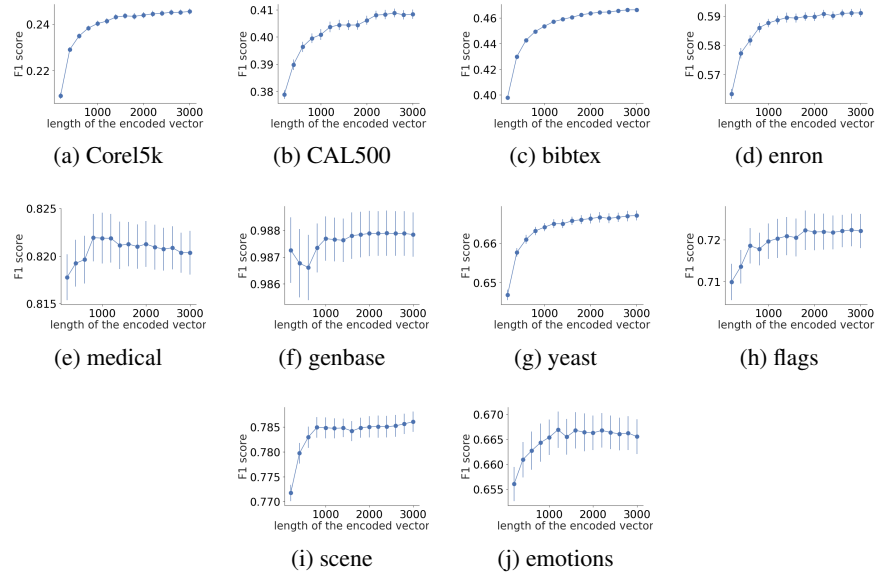 F1 score
0.24
0.22
1000 2000 3000
length of the encoded vector
(a) Corel5k
F1 score
0.41
0.40
0.39
0.38
1000 2000 3000
length of the encoded vector
(b) CAL500
F1 score
0.46
0.44
0.42
0.40
1000 2000 3000
length of the encoded vector
(c) bibtex
F1 score
0.59
0.58
0.57
1000 2000 3000
length of the encoded vector
(d) enron
F1 score
0.825
0.820
0.815
1000 2000 3000
length of the encoded vector
(e) medical
F1 score
0.988
0.987
0.986
1000 2000 3000
length of the encoded vector
(f) genbase
F1 score
0.66
0.65
1000 2000 3000
length of the encoded vector
(g) yeast
F1 score
0.72
0.71
1000 2000 3000
length of the encoded vector
(h) flags
F1 score
0.785
0.780
0.775
0.770
1000 2000 3000
length of the encoded vector
(i) scene
F1 score
0.670
0.665
0.660
0.655
1000 2000 3000
length of the encoded vector
(j) emotions